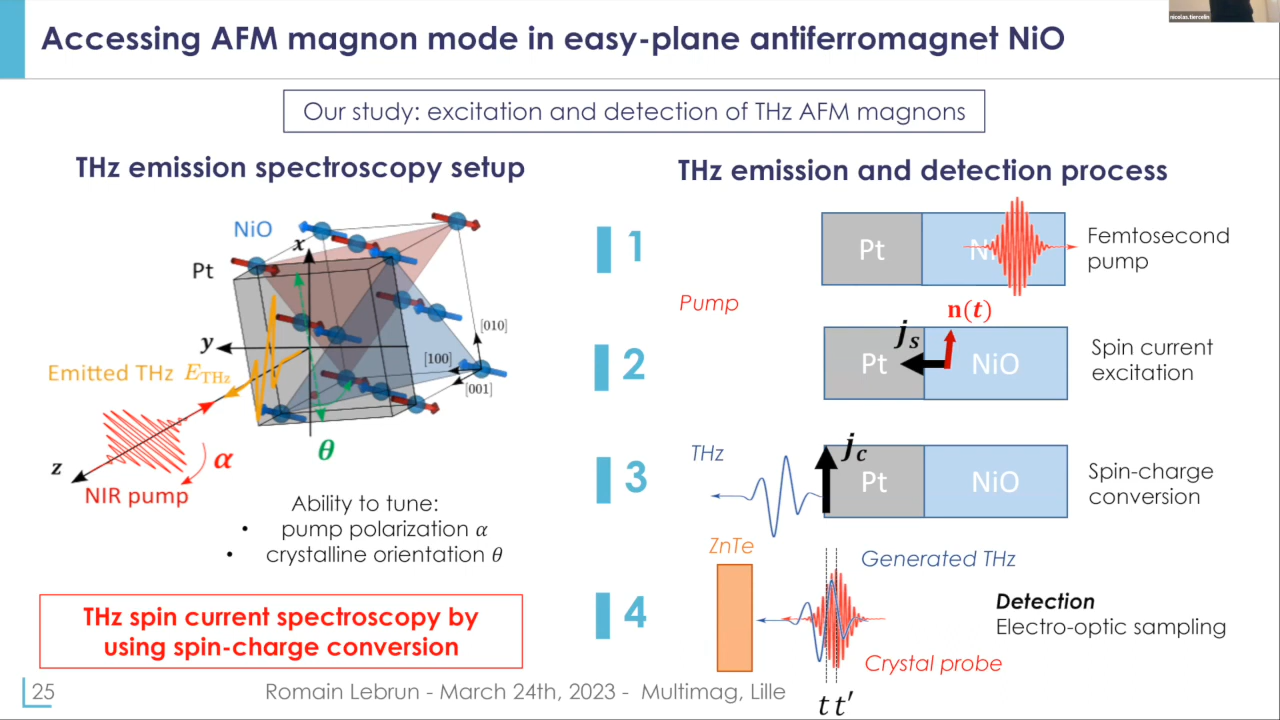 nicolas.tiercelin
Accessing AFM magnon mode in easy-plane antiferromagnet NiO
Our study: excitation and detection of THz AFM magnons
THz emission spectroscopy setup
NiO
x
Pt
y
[010]
[100]
[001]
Emitted THz E_THz
α
θ
z
NIR pump
Ability to tune:
• pump polarization α
• crystalline orientation θ
THz spin current spectroscopy by
using spin-charge conversion
THz emission and detection process
1
Pt
Femtosecond
pump
Pump
n(t)
2
j_s
Pt
NiO
Spin current
excitation
3
THz
j_c
Pt
NiO
Spin-charge
conversion
ZnTe
Generated THz
4
Detection
Electro-optic sampling
Crystal probe
t t′
25
Romain Lebrun - March 24th, 2023 - Multimag, Lille